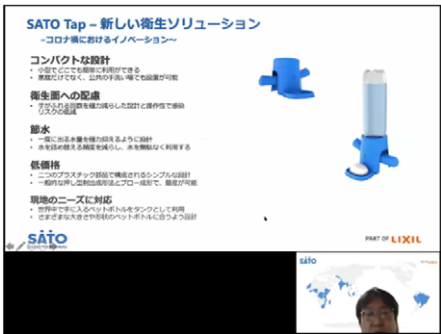 SATO Tap – 新しい衛生ソリューション
–コロナ禍におけるイノベーション～
コンパクトな設計
• 小型でどこでも簡単に利用ができる
• 家庭だけでなく、公共の手洗い場でも設置が可能
衛生面への配慮
• 手がふれる回数を極力減らした設計と操作性で感染
リスクの低減
節水
• 一度に出る水量を極力抑えるように設計
• 水を詰め替える頻度を減らし、水を無駄なく利用する
低価格
• 二つのプラスチック部品で構成されるシンプルな設計
• 一般的な押し型射出成形法とブロー成形で、量産が可能
現地のニーズに対応
• 世界中で手に入るペットボトルをタンクとして利用
• さまざまな大きさや形状のペットボトルに合うよう設計
SATO
PART OF LIXIL
SATO